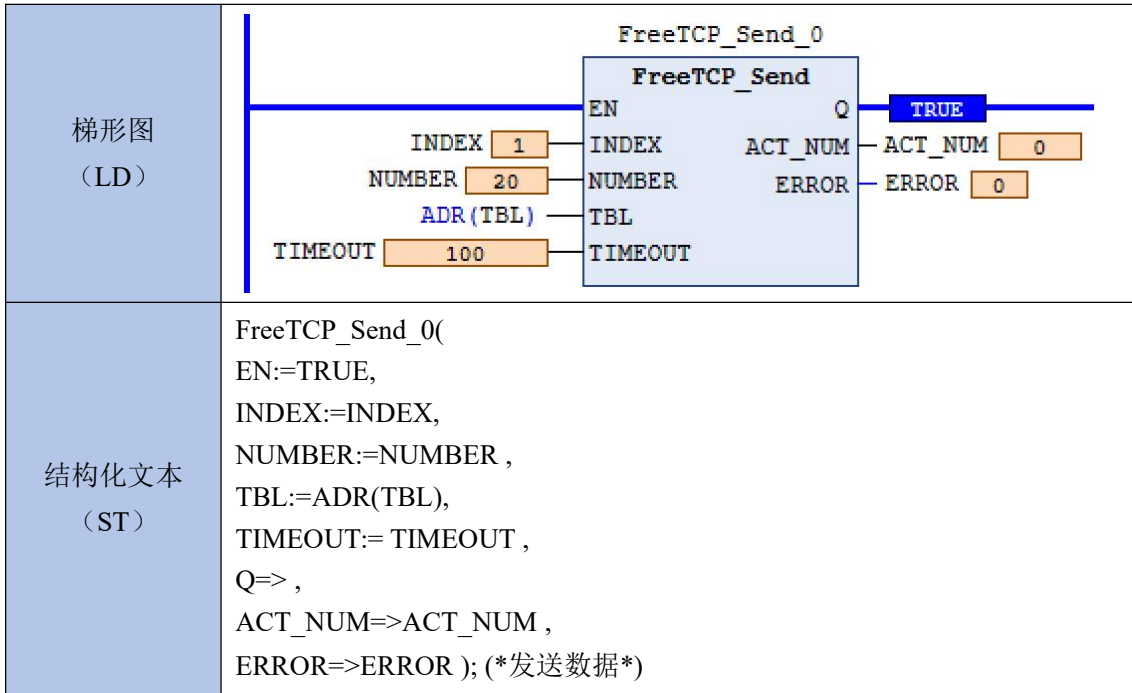 梯形图
（LD）
FreeTCP_Send_0
FreeTCP_Send
EN Q TRUE
INDEX 1 INDEX ACT_NUM ACT_NUM 0
NUMBER 20 NUMBER ERROR ERROR 0
ADR(TBL) TBL
TIMEOUT 100 TIMEOUT
结构化文本
（ST）
FreeTCP_Send_0(
EN:=TRUE,
INDEX:=INDEX,
NUMBER:=NUMBER ,
TBL:=ADR(TBL),
TIMEOUT:= TIMEOUT ,
Q=> ,
ACT_NUM=>ACT_NUM ,
ERROR=>ERROR ); (*发送数据*)